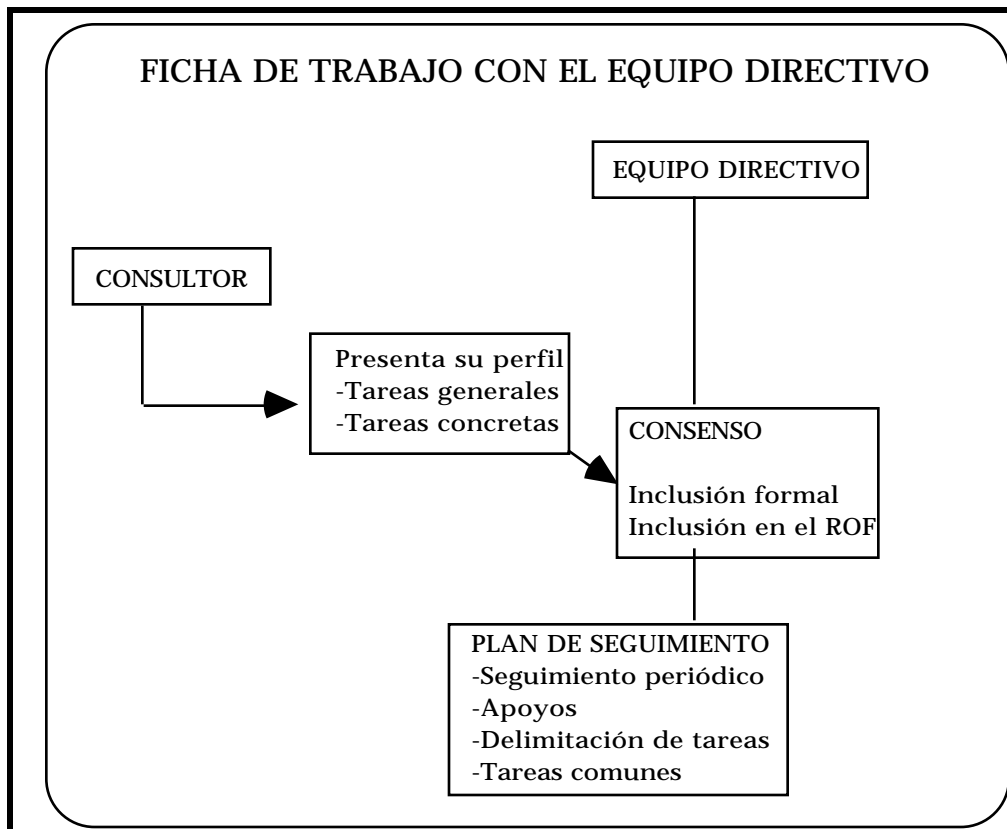 FICHA DE TRABAJO CON EL EQUIPO DIRECTIVO
EQUIPO DIRECTIVO
CONSULTOR
Presenta su perfil
-Tareas generales
-Tareas concretas
CONSENSO
Inclusión formal
Inclusión en el ROF
PLAN DE SEGUIMIENTO
-Seguimiento periódico
-Apoyos
-Delimitación de tareas
-Tareas comunes